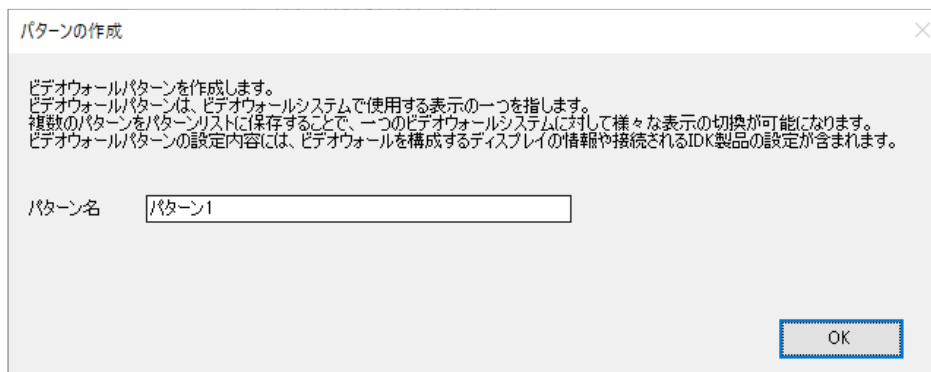 パターンの作成
ビデオウォールパターンを作成します。
ビデオウォールパターンは、ビデオウォールシステムで使用する表示の一つを指します。
複数のパターンをパターンリストに保存することで、一つのビデオウォールシステムに対して様々な表示の切換が可能になります。
ビデオウォールパターンの設定内容には、ビデオウォールを構成するディスプレイの情報や接続されるIDK製品の設定が含まれます。
パターン名 パターン1
OK